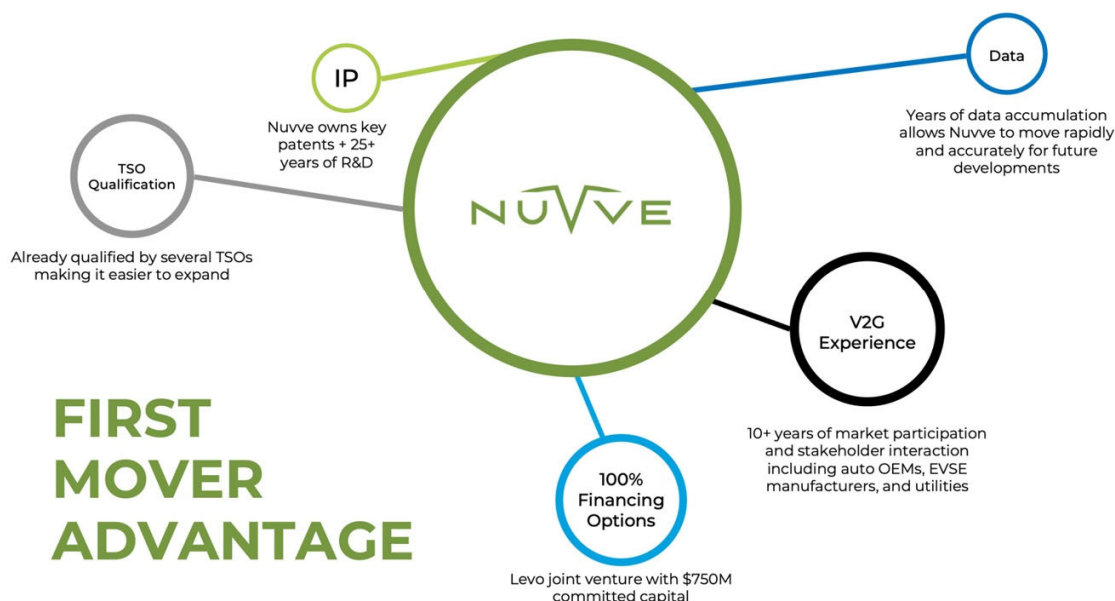 IP
Nuvve owns key
patents + 25+
years of R&D
Data
Years of data accumulation
allows Nuvve to move rapidly
and accurately for future
developments
TSO
Qualification
Already qualified by several TSOs
making it easier to expand
NUVVE
V2G
Experience
10+ years of market participation
and stakeholder interaction
including auto OEMs, EVSE
manufacturers, and utilities
FIRST
MOVER
ADVANTAGE
100%
Financing
Options
Levo joint venture with $750M
committed capital